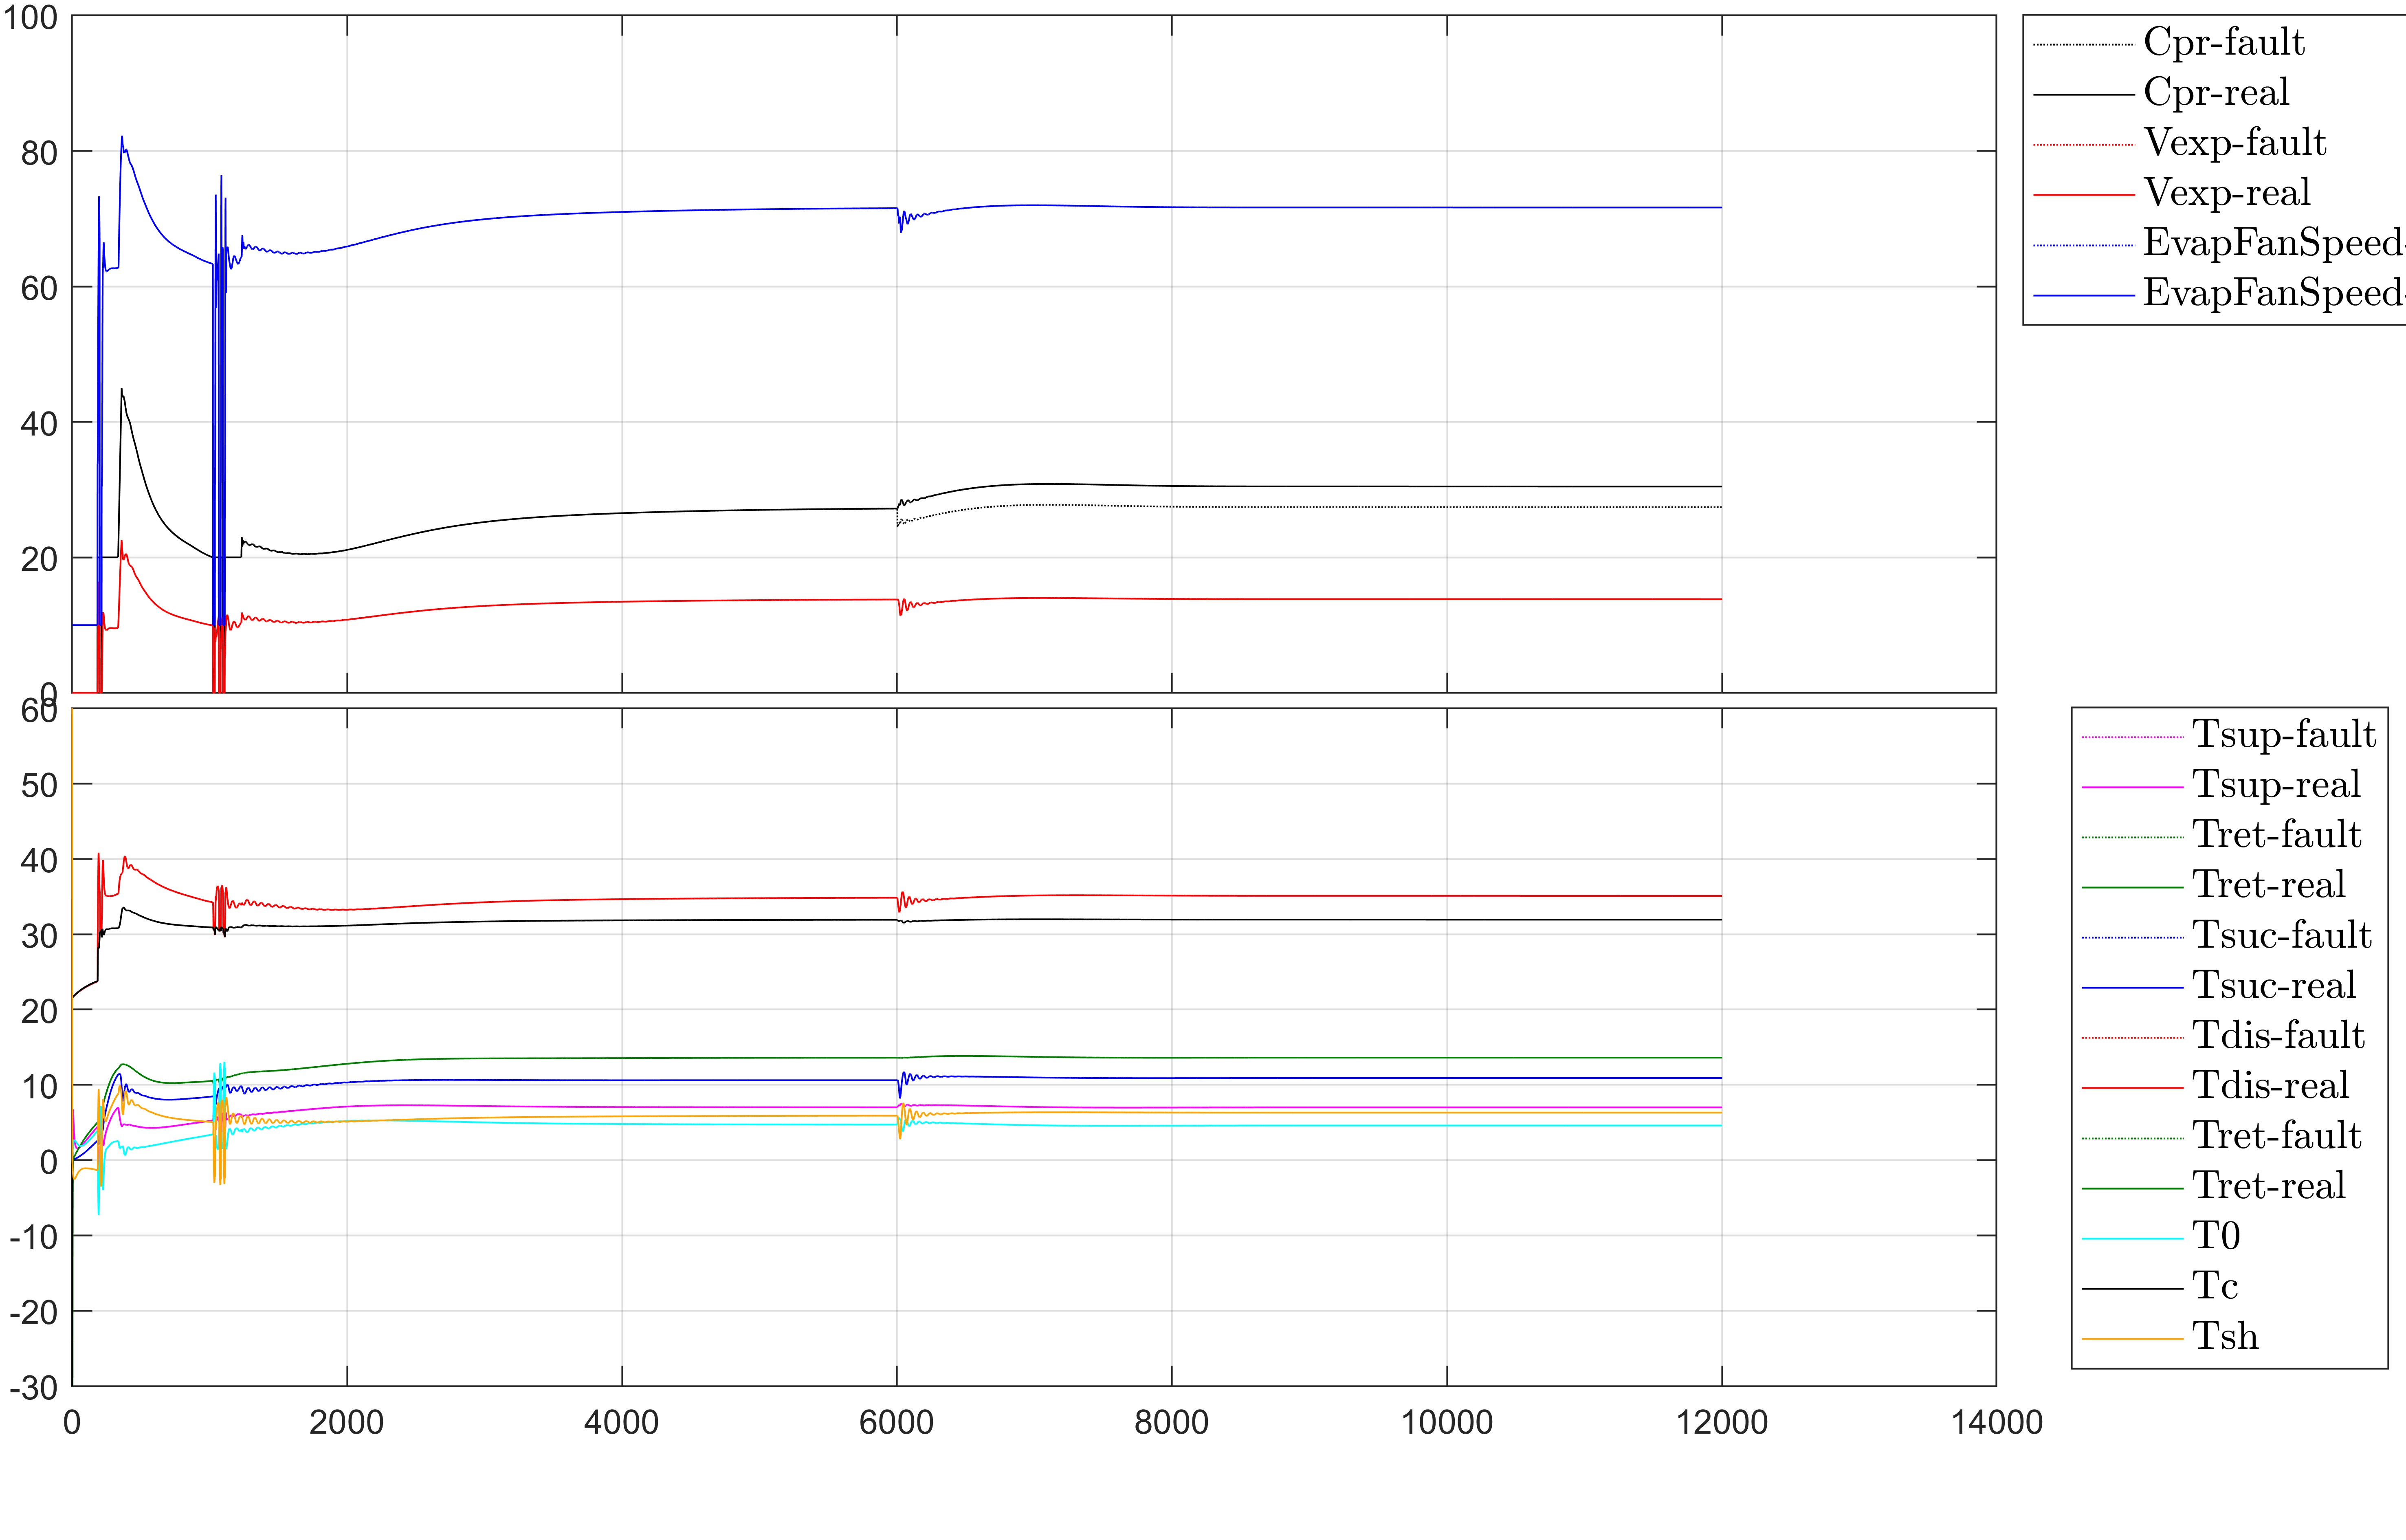 100
80
60
40
20
0
Cpr-fault
Cpr-real
Vexp-fault
Vexp-real
EvapFanSpeed-
EvapFanSpeed-
60
50
40
30
20
10
0
-10
-20
-30
0 2000 4000 6000 8000 10000 12000 14000
Tsup-fault
Tsup-real
Tret-fault
Tret-real
Tsuc-fault
Tsuc-real
Tdis-fault
Tdis-real
Tret-fault
Tret-real
T0
Tc
Tsh